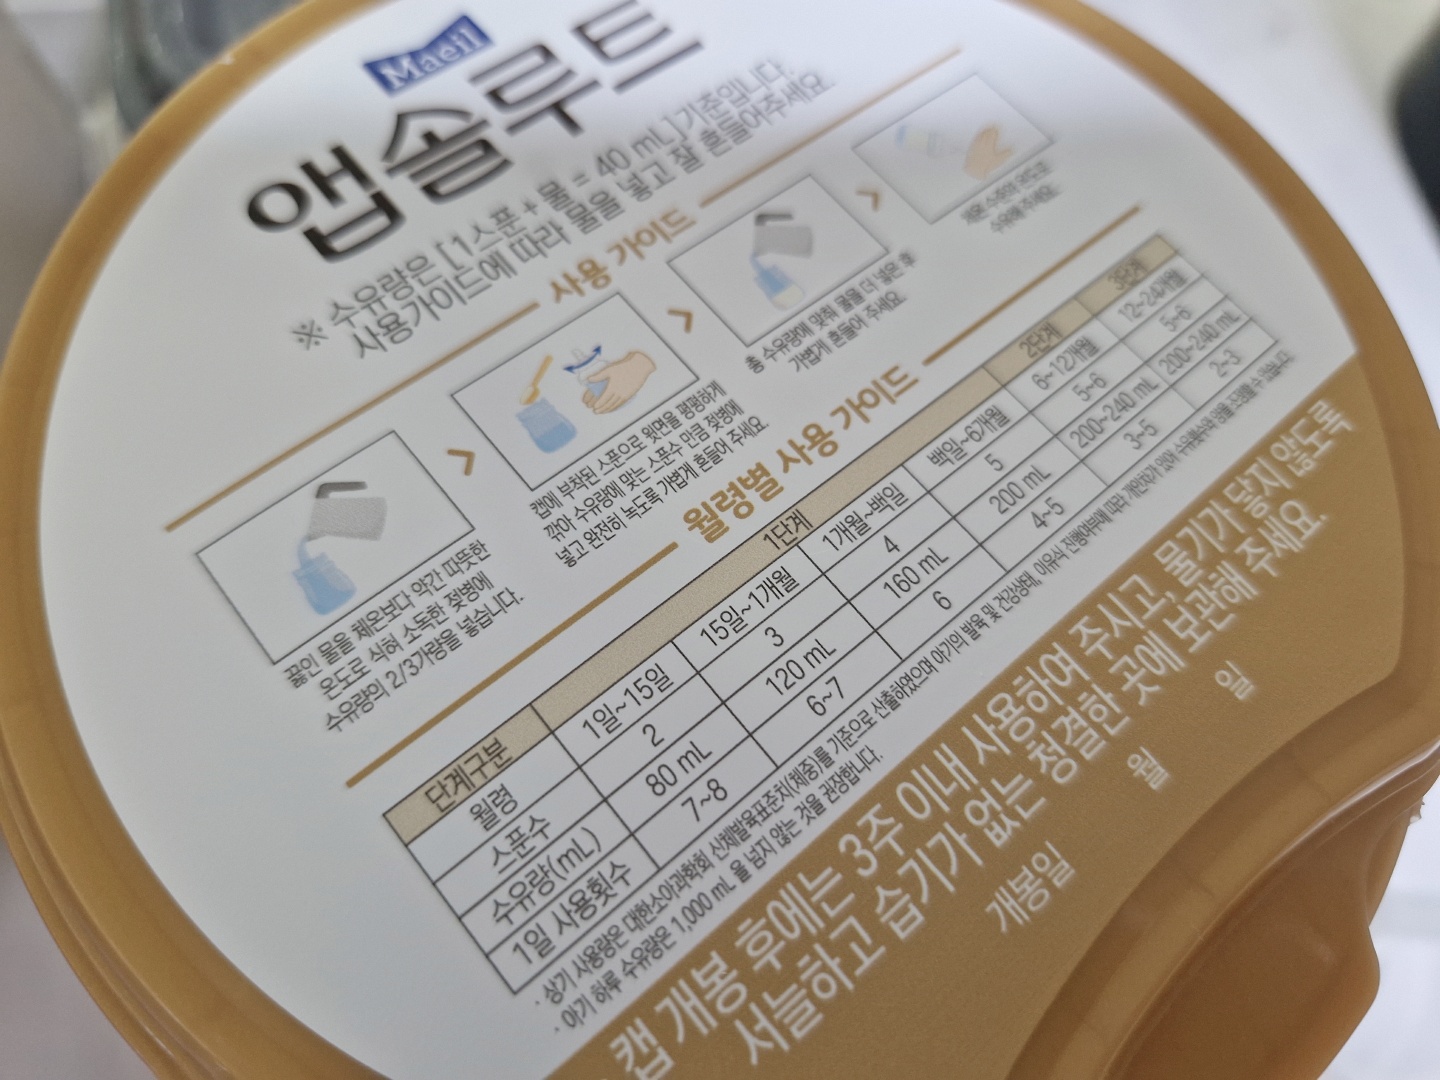 Maeil
앱솔루트
※ 수유량은 [1스푼 + 물 = 40 mL] 기준입니다.
사용가이드에 따라 물을 넣고 잘 흔들어주세요.
사용 가이드
끓인 물을 체온보다 약간 따뜻한
온도로 식혀 소독한 젖병에
수유량의 2/3가량을 넣습니다.
캡에 부착된 스푼으로 윗면을 평평하게
깎아 수유량에 맞는 스푼수 만큼 젖병에
넣고 완전히 녹도록 가볍게 흔들어 주세요.
총 수유량에 맞춰 물을 더 넣은 후
가볍게 흔들어 주세요.
체온 수준의 온도로
수유해 주세요.
월령별 사용 가이드
단계구분 1단계 2단계 3단계
월령 1일~15일 15일~1개월 1개월~백일 백일~6개월 6~12개월 12~24개월
스푼수 2 3 4 5 5~6 5~6
수유량(mL) 80 mL 120 mL 160 mL 200 mL 200~240 mL 200~240 mL
1일 사용횟수 7~8 6~7 6 4~5 3~5 2~3
· 상기 사용량은 대한소아과학회 신체발육표준치(체중)를 기준으로 산출하였으며 아기의 발육 및 건강상태, 이유식 진행여부에 따라 개인차가 있어 수유횟수와 양을 조정할 수 있습니다.
· 아기 하루 수유량은 1,000 mL 을 넘지 않는 것을 권장합니다.
캡 개봉 후에는 3주 이내 사용하여 주시고, 물기가 닿지 않도록
서늘하고 습기가 없는 청결한 곳에 보관해 주세요.
개봉일 월 일